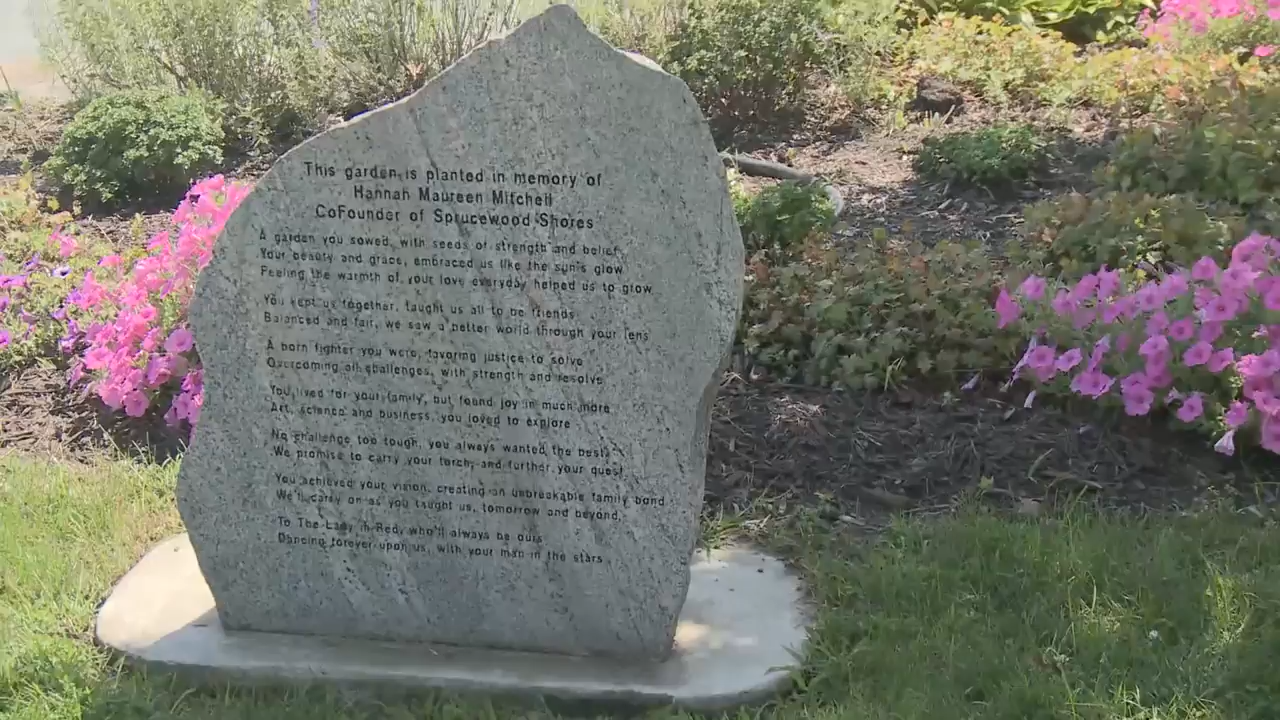 This garden is planted in memory of
Hannah Maureen Mitchell
CoFounder of Sprucewood Shores
A garden you sowed, with seeds of strength and belief
Your beauty and grace, embraced us like the sun's glow
Feeling the warmth of your love everyday helped us to grow
You kept us together, taught us all to be friends
Balanced and fair, we saw a better world through your lens
A born fighter you were, favoring justice to solve
Overcoming all challenges, with strength and resolve
You lived for your family, but found joy in much more
Art, science and business, you loved to explore
No challenge too tough, you always wanted the best
We promise to carry your torch, and further your quest
You achieved your vision, creating an unbreakable family bond
We'll carry on as you taught us, tomorrow and beyond.
To The Lady in Red, who'll always be ours
Dancing forever upon us, with your man in the stars